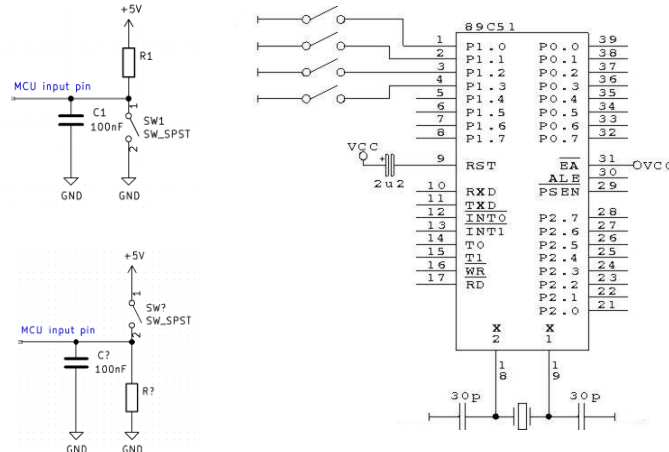 +5V
R1
MCU input pin
C1
100nF
1
SW1
SW_SPST
2
GND
GND
+5V
1
SW?
SW_SPST
2
MCU input pin
C?
100nF
R?
GND
GND
89C51
1 P1.0 P0.0 39
2 P1.1 P0.1 38
3 P1.2 P0.2 37
4 P1.3 P0.3 36
5 P1.4 P0.4 35
6 P1.5 P0.5 34
7 P1.6 P0.6 33
8 P1.7 P0.7 32
VCC
+
2u2
9 RST EA 31 VCC
ALE 30
10 RXD PSEN 29
11 TXD
12 INT0 P2.7 28
13 INT1 P2.6 27
14 T0 P2.5 26
15 T1 P2.4 25
16 WR P2.3 24
17 RD P2.2 23
P2.1 22
P2.0 21
X X
2 1
18 19
30p 30p